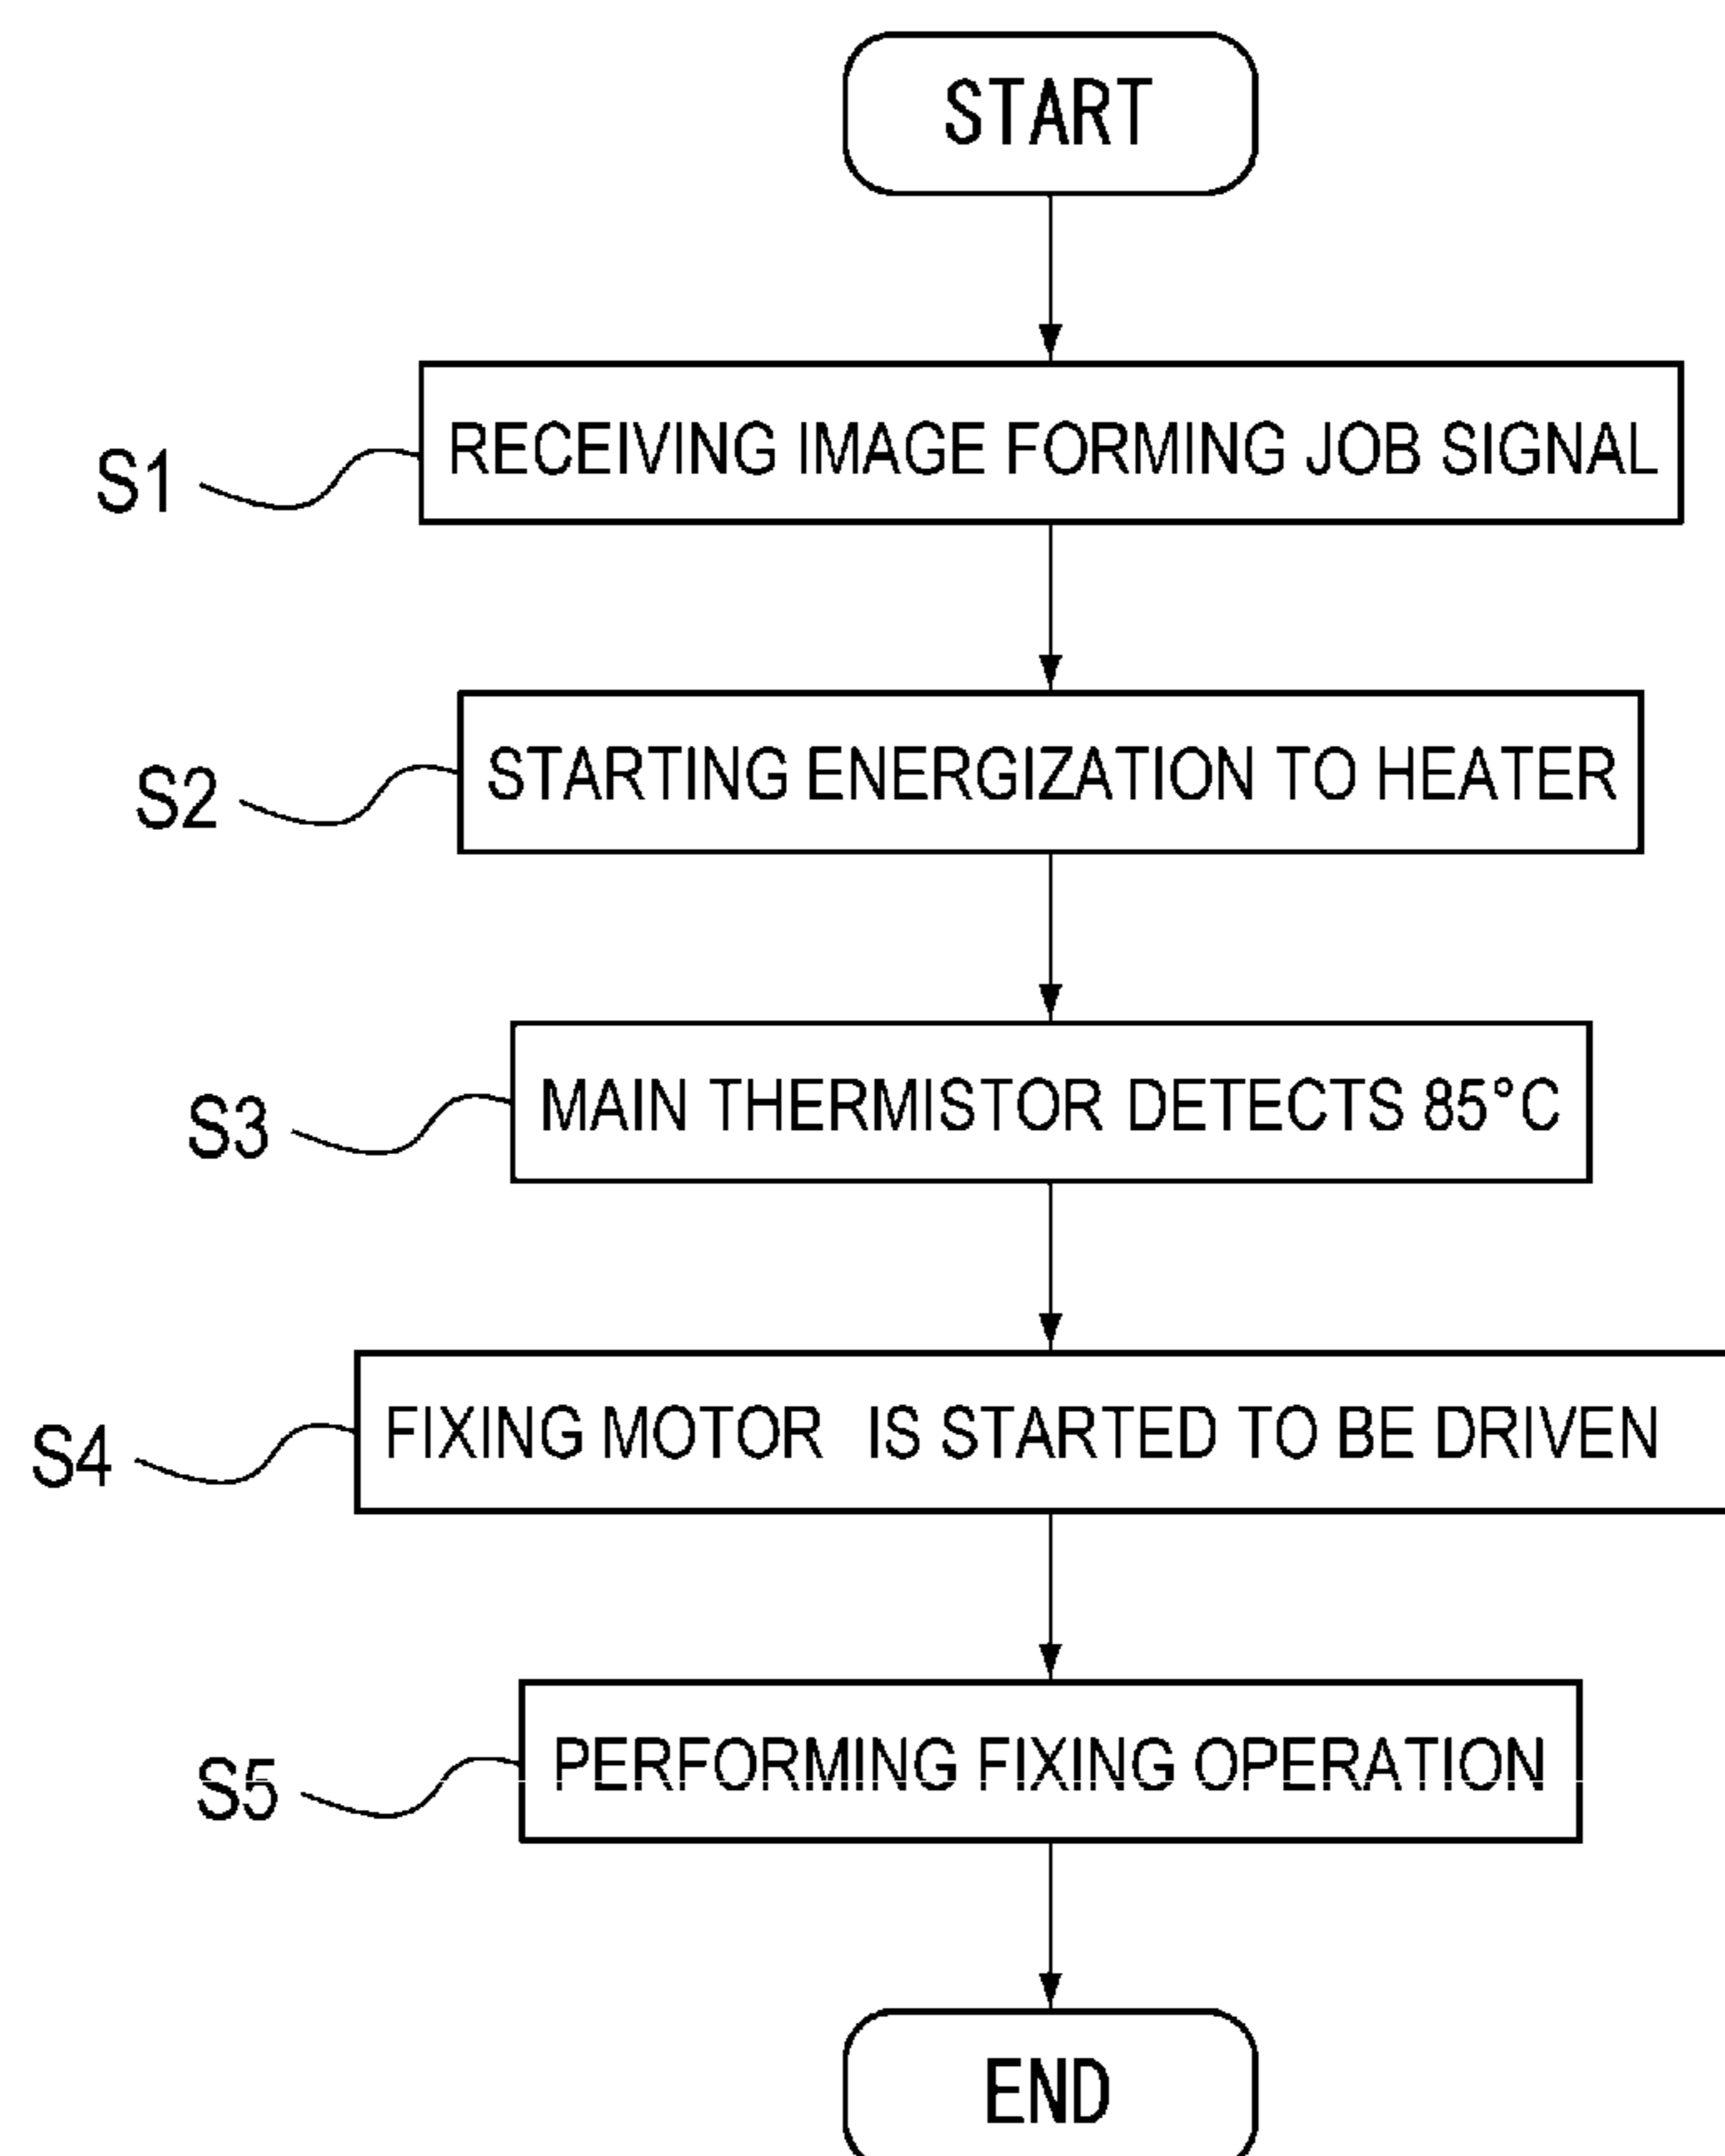 START
S1 RECEIVING IMAGE FORMING JOB SIGNAL
S2 STARTING ENERGIZATION TO HEATER
S3 MAIN THERMISTOR DETECTS 85°C
S4 FIXING MOTOR IS STARTED TO BE DRIVEN
S5 PERFORMING FIXING OPERATION
END